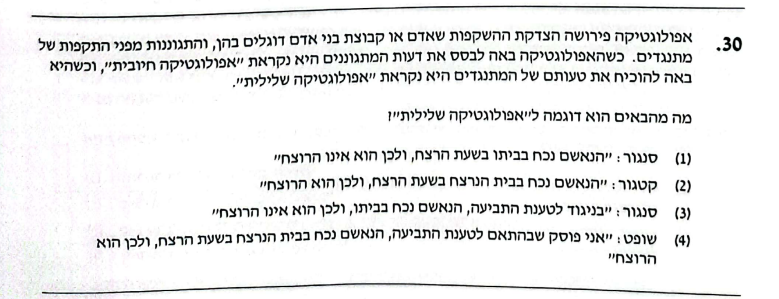 30. אפולוגטיקה פירושה הצדקת ההשקפות שאדם או קבוצת בני אדם דוגלים בהן, והתגוננות מפני התקפות של
מתנגדים. כשהאפולוגטיקה באה לבסס את דעות המתגוננים היא נקראת "אפולוגטיקה חיובית", וכשהיא
באה להוכיח את טעותם של המתנגדים היא נקראת "אפולוגטיקה שלילית".
מה מהבאים הוא דוגמה ל"אפולוגטיקה שלילית"?
(1) סנגור: "הנאשם נכח בביתו בשעת הרצח, ולכן הוא אינו הרוצח"
(2) קטגור: "הנאשם נכח בבית הנרצח בשעת הרצח, ולכן הוא הרוצח"
(3) סנגור: "בניגוד לטענת התביעה, הנאשם נכח בביתו, ולכן הוא אינו הרוצח"
(4) שופט: "אני פוסק שבהתאם לטענת התביעה, הנאשם נכח בבית הנרצח בשעת הרצח, ולכן הוא
הרוצח"